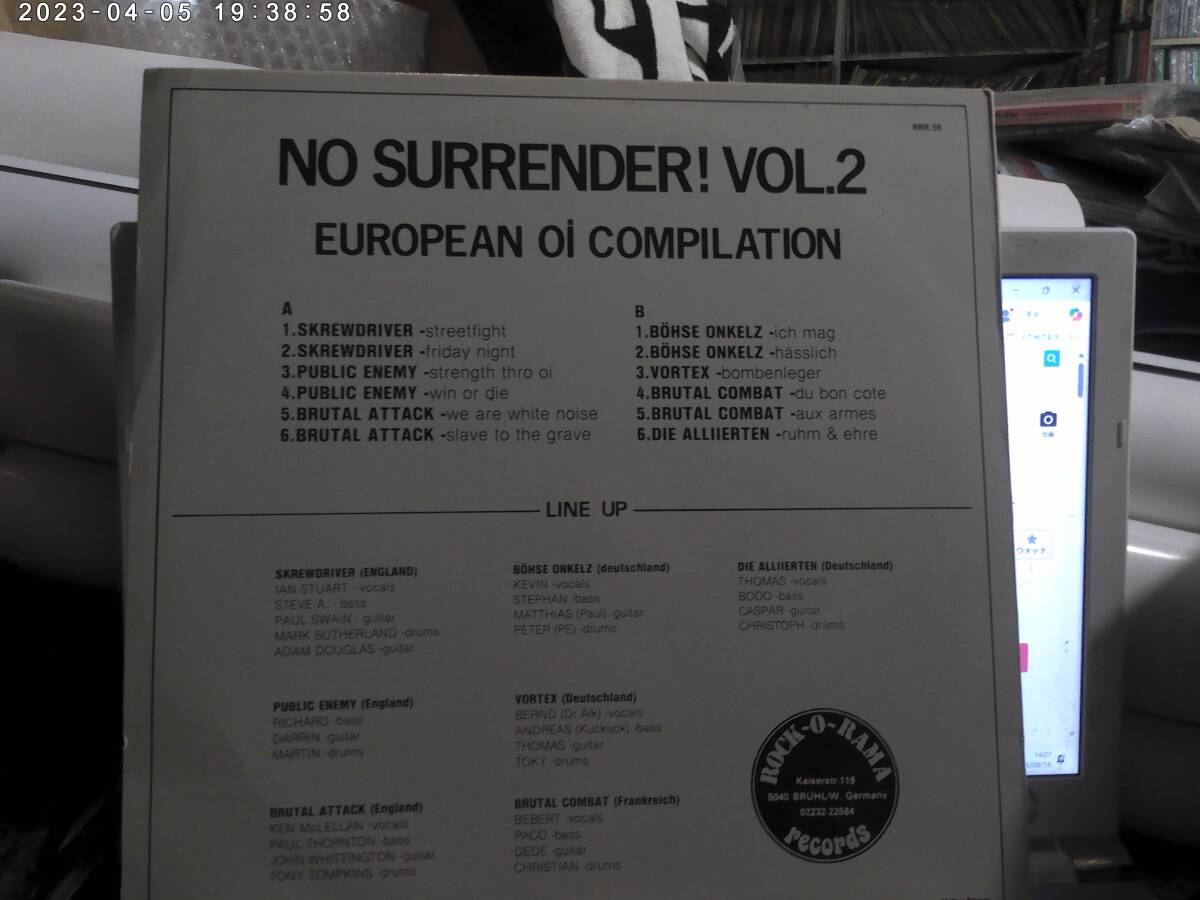 2023-04-05 19:38:58
RRR.56
NO SURRENDER! VOL.2
EUROPEAN Oi COMPILATION
A
1.SKREWDRIVER -streetfight
2.SKREWDRIVER -friday night
3.PUBLIC ENEMY -strength thro oi
4.PUBLIC ENEMY -win or die
5.BRUTAL ATTACK -we are white noise
6.BRUTAL ATTACK -slave to the grave
B
1.BÖHSE ONKELZ -ich mag
2.BÖHSE ONKELZ -hässlich
3.VORTEX -bombenleger
4.BRUTAL COMBAT -du bon cote
5.BRUTAL COMBAT -aux armes
6.DIE ALLIIERTEN -ruhm & ehre
LINE UP
SKREWDRIVER (ENGLAND)
IAN STUART - vocals
STEVE A. - bass
PAUL SWAIN - guitar
MARK SUTHERLAND -drums
ADAM DOUGLAS -guitar
PUBLIC ENEMY (England)
RICHARD -bass
DARRIN -guitar
MARTIN -drums
BRUTAL ATTACK (England)
KEN McLELLAN -vocals
PAUL THORNTON -bass
JOHN WHITTINGTON -guitar
TONY TOMPKINS -drums
BÖHSE ONKELZ (deutschland)
KEVIN -vocals
STEPHAN -bass
MATTHIAS (Paul) -guitar
PETER (PE) -drums
VORTEX (Deutschland)
BERND (Dr.Alk) -vocals
ANDREAS (Kuckuck) -bass
THOMAS -guitar
TOKY -drums
BRUTAL COMBAT (Frankreich)
BEBERT -vocals
PACO -bass
DEDE -guitar
CHRISTIAN -drums
DIE ALLIIERTEN (Deutschland)
THOMAS -vocals
BODO -bass
CASPAR -guitar
CHRISTOPH -drums
ROCK-O-RAMA
Kaiserstr.119
5040 BRÜHL/W. Germany
02232 22584
records
ウォッチ
14:07